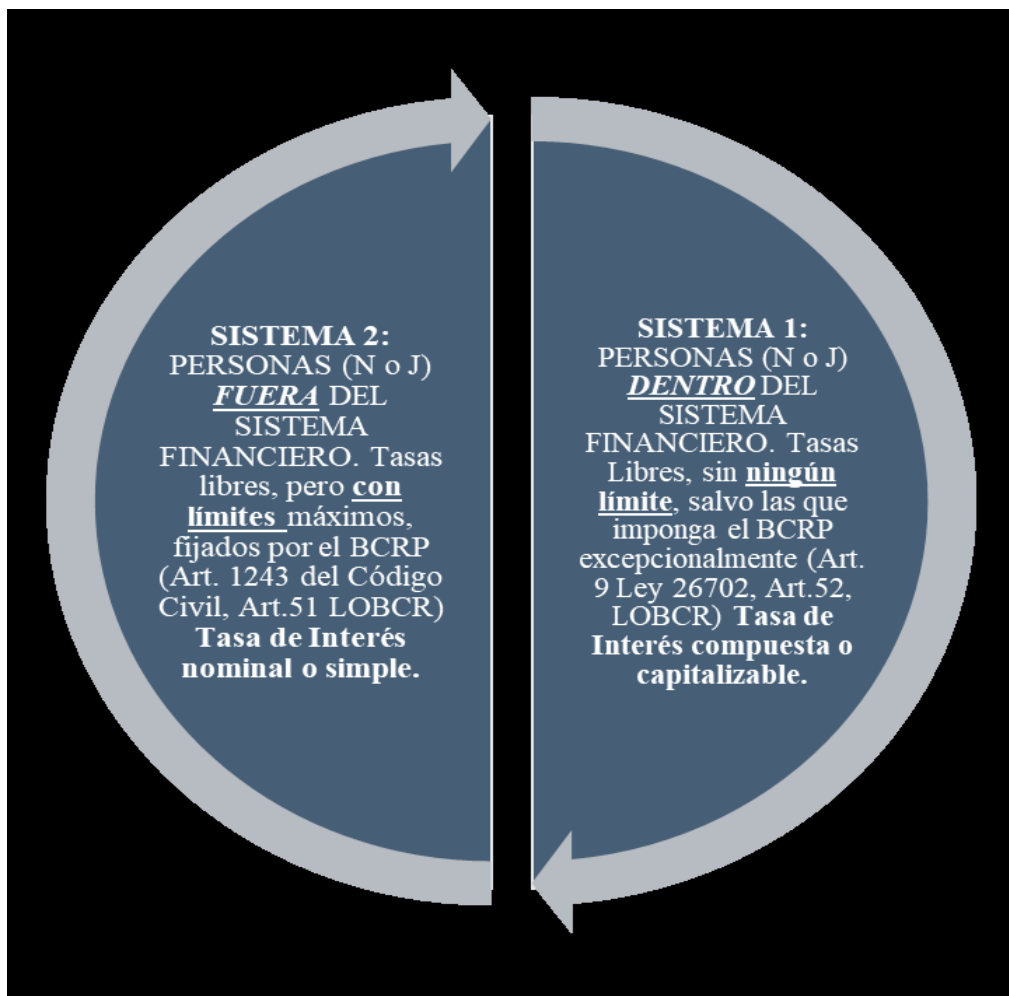 SISTEMA 2:
PERSONAS (N o J)
FUERA DEL
SISTEMA
FINANCIERO. Tasas
libres, pero con
límites máximos,
fijados por el BCRP
(Art. 1243 del Código
Civil, Art.51 LOBCR)
Tasa de Interés
nominal o simple.
SISTEMA 1:
PERSONAS (N o J)
DENTRO DEL
SISTEMA
FINANCIERO. Tasas
Libres, sin ningún
límite, salvo las que
imponga el BCRP
excepcionalmente (Art.
9 Ley 26702, Art.52,
LOBCR) Tasa de
Interés compuesta o
capitalizable.